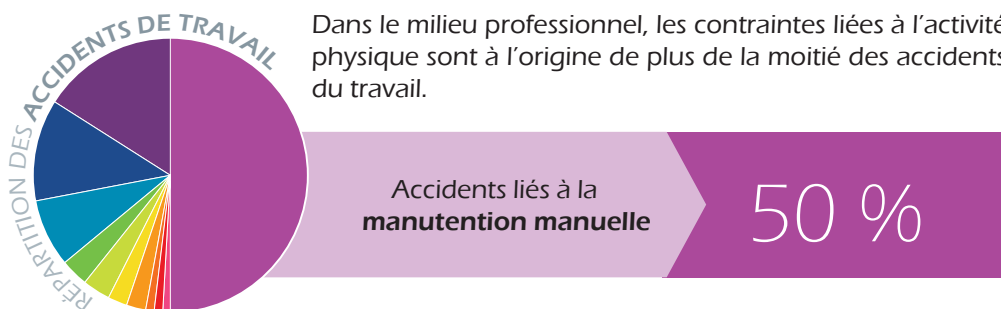 RÉPARTITION DES ACCIDENTS DE TRAVAIL
Dans le milieu professionnel, les contraintes liées à l'activité
physique sont à l'origine de plus de la moitié des accidents
du travail.
Accidents liés à la
manutention manuelle
50 %